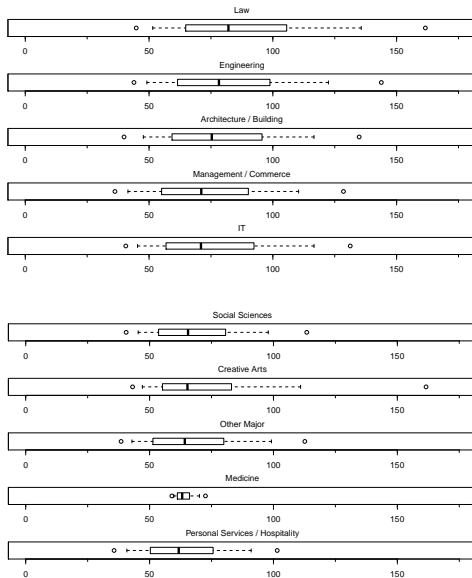 Law
0 50 100 150
Engineering
0 50 100 150
Architecture / Building
0 50 100 150
Management / Commerce
0 50 100 150
IT
0 50 100 150
Social Sciences
0 50 100 150
Creative Arts
0 50 100 150
Other Major
0 50 100 150
Medicine
0 50 100 150
Personal Services / Hospitality
0 50 100 150